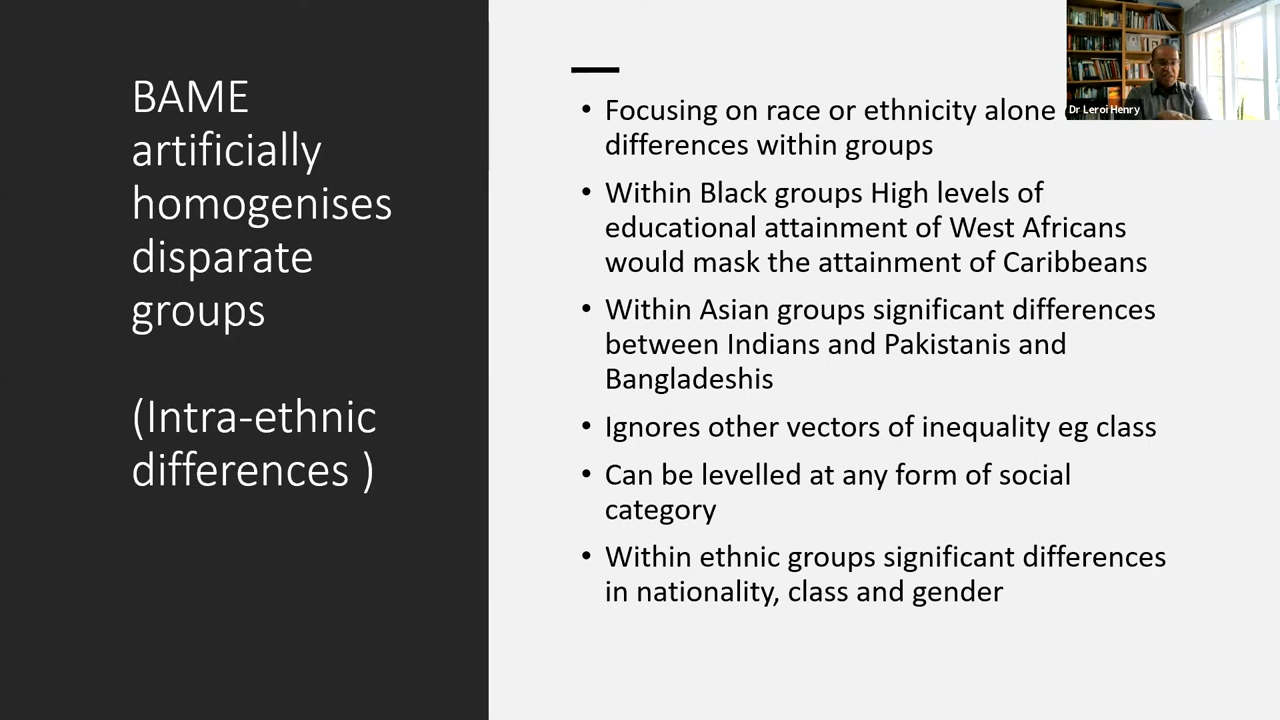 BAME
artificially
homogenises
disparate
groups
(Intra-ethnic
differences )
Focusing on race or ethnicity alone
differences within groups
• Within Black groups High levels of
educational attainment of West Africans
would mask the attainment of Caribbeans
• Within Asian groups significant differences
between Indians and Pakistanis and
Bangladeshis
• Ignores other vectors of inequality eg class
• Can be levelled at any form of social
category
• Within ethnic groups significant differences
in nationality, class and gender
Dr Leroi Henry